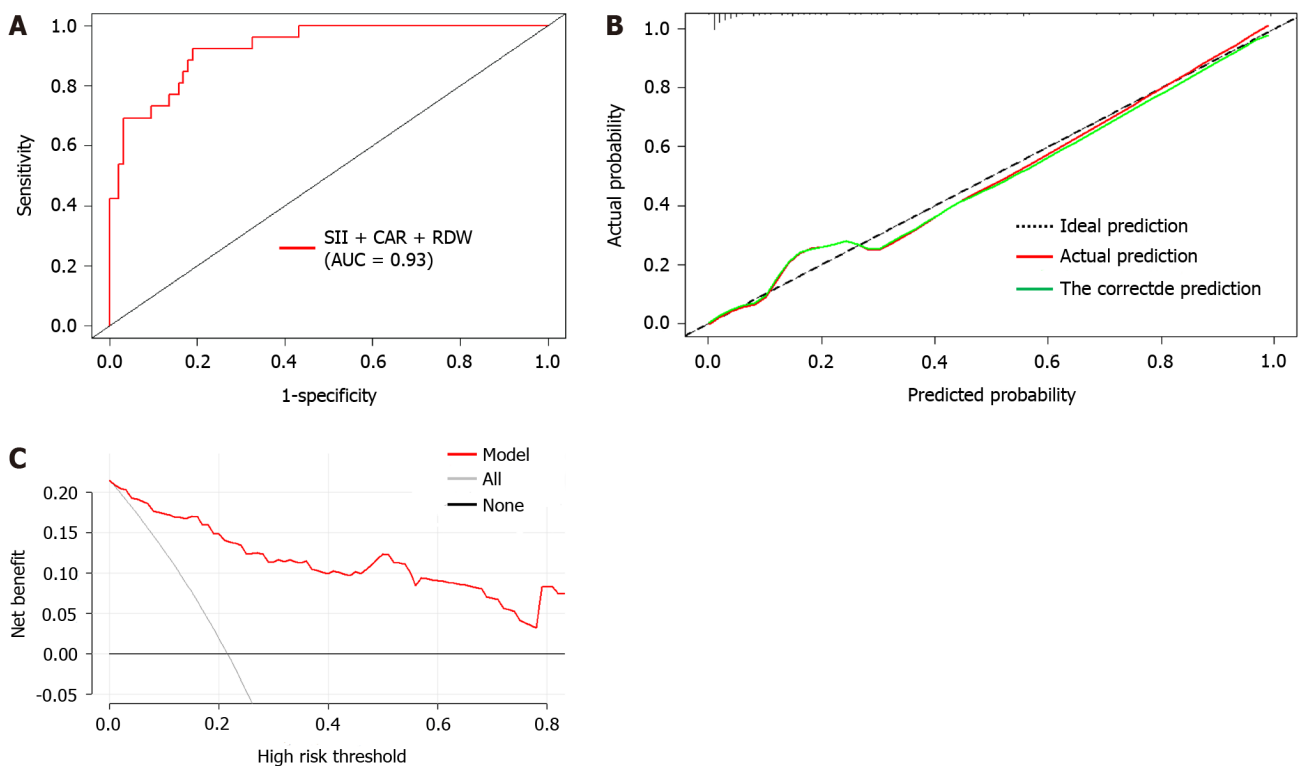 A
1.0
0.8
0.6
0.4
0.2
0.0
Sensitivity
SII + CAR + RDW
(AUC = 0.93)
0.0 0.2 0.4 0.6 0.8 1.0
1-specificity
B
1.0
0.8
0.6
0.4
0.2
0.0
Actual probability
Ideal prediction
Actual prediction
The correctde prediction
0.0 0.2 0.4 0.6 0.8 1.0
Predicted probability
C
Model
All
None
0.20
0.15
0.10
0.05
0.00
-0.05
Net benefit
0.0 0.2 0.4 0.6 0.8
High risk threshold